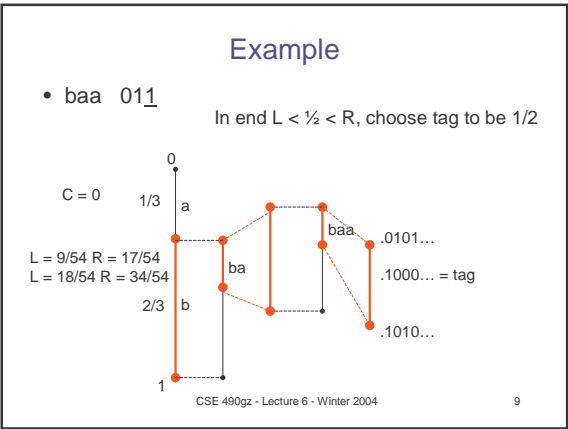 Example
• baa 011
In end L < ½ < R, choose tag to be 1/2
0
C = 0
1/3
a
baa
.0101…
L = 9/54 R = 17/54
ba
L = 18/54 R = 34/54
.1000… = tag
2/3
b
.1010…
1
CSE 490gz - Lecture 6 - Winter 2004
9